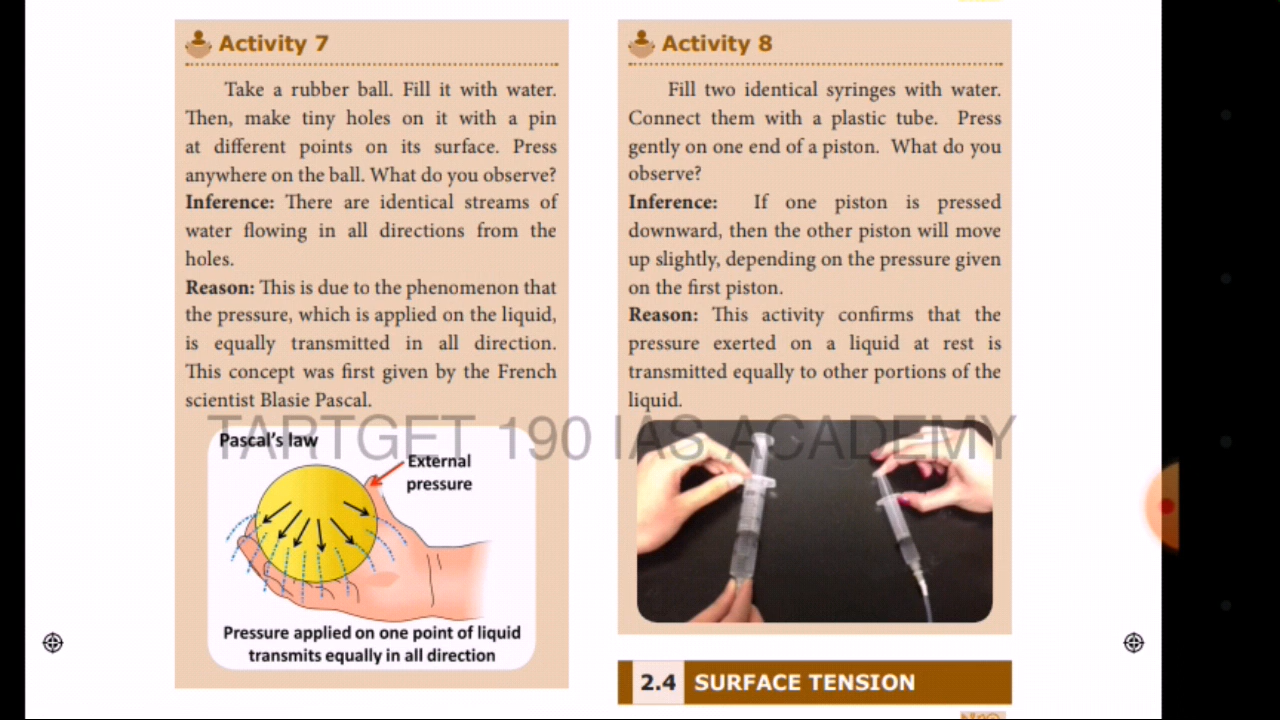 Activity 7
Take a rubber ball. Fill it with water.
Then, make tiny holes on it with a pin
at different points on its surface. Press
anywhere on the ball. What do you observe?
Inference: There are identical streams of
water flowing in all directions from the
holes.
Reason: This is due to the phenomenon that
the pressure, which is applied on the liquid,
is equally transmitted in all direction.
This concept was first given by the French
scientist Blasie Pascal.
Pascal's law
External
pressure
Pressure applied on one point of liquid
transmits equally in all direction
Activity 8
Fill two identical syringes with water.
Connect them with a plastic tube. Press
gently on one end of a piston. What do you
observe?
Inference: If one piston is pressed
downward, then the other piston will move
up slightly, depending on the pressure given
on the first piston.
Reason: This activity confirms that the
pressure exerted on a liquid at rest is
transmitted equally to other portions of the
liquid.
TARTGET 190 IAS ACADEMY
2.4 SURFACE TENSION